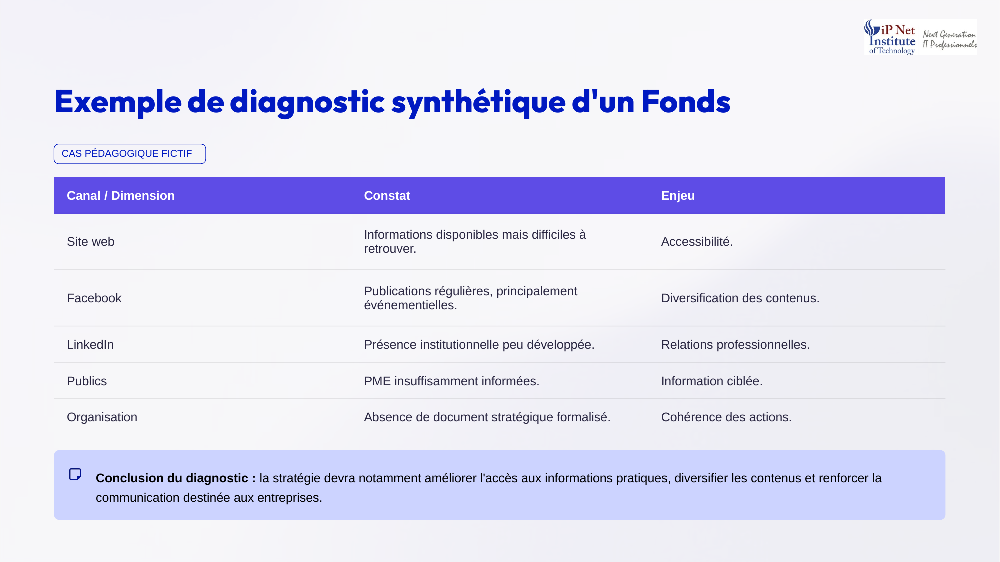 iP Net
Institute
of Technology
Next Generation
IT Professionnels
Exemple de diagnostic synthétique d'un Fonds
CAS PÉDAGOGIQUE FICTIF
Canal / Dimension
Constat
Enjeu
Site web
Informations disponibles mais difficiles à
retrouver.
Accessibilité.
Facebook
Publications régulières, principalement
événementielles.
Diversification des contenus.
LinkedIn
Présence institutionnelle peu développée.
Relations professionnelles.
Publics
PME insuffisamment informées.
Information ciblée.
Organisation
Absence de document stratégique formalisé.
Cohérence des actions.
Conclusion du diagnostic : la stratégie devra notamment améliorer l'accès aux informations pratiques, diversifier les contenus et renforcer la
communication destinée aux entreprises.